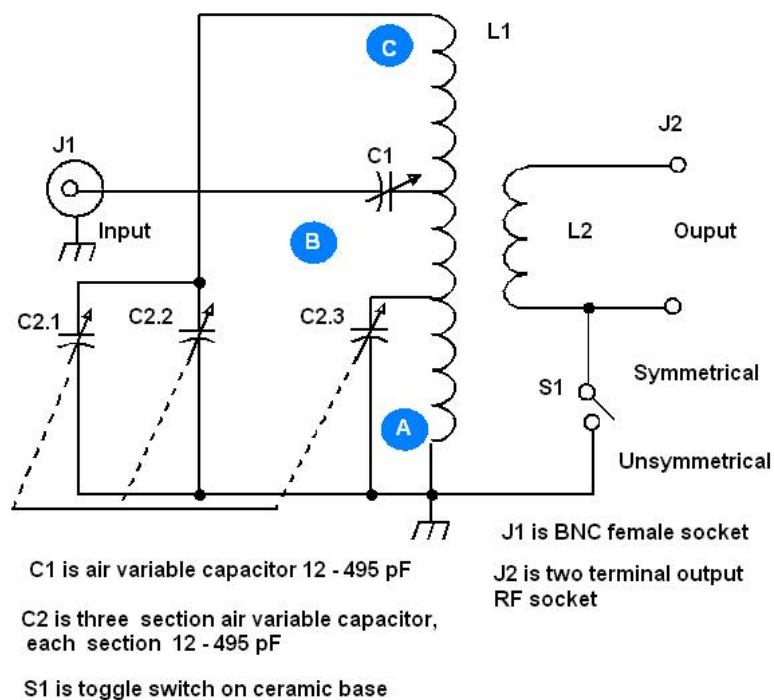 C
L1
J1
C1
J2
Input
B
L2
Ouput
C2.1
C2.2
C2.3
S1
Symmetrical
A
Unsymmetrical
J1 is BNC female socket
C1 is air variable capacitor 12 - 495 pF
J2 is two terminal output
RF socket
C2 is three section air variable capacitor,
each section 12 - 495 pF
S1 is toggle switch on ceramic base